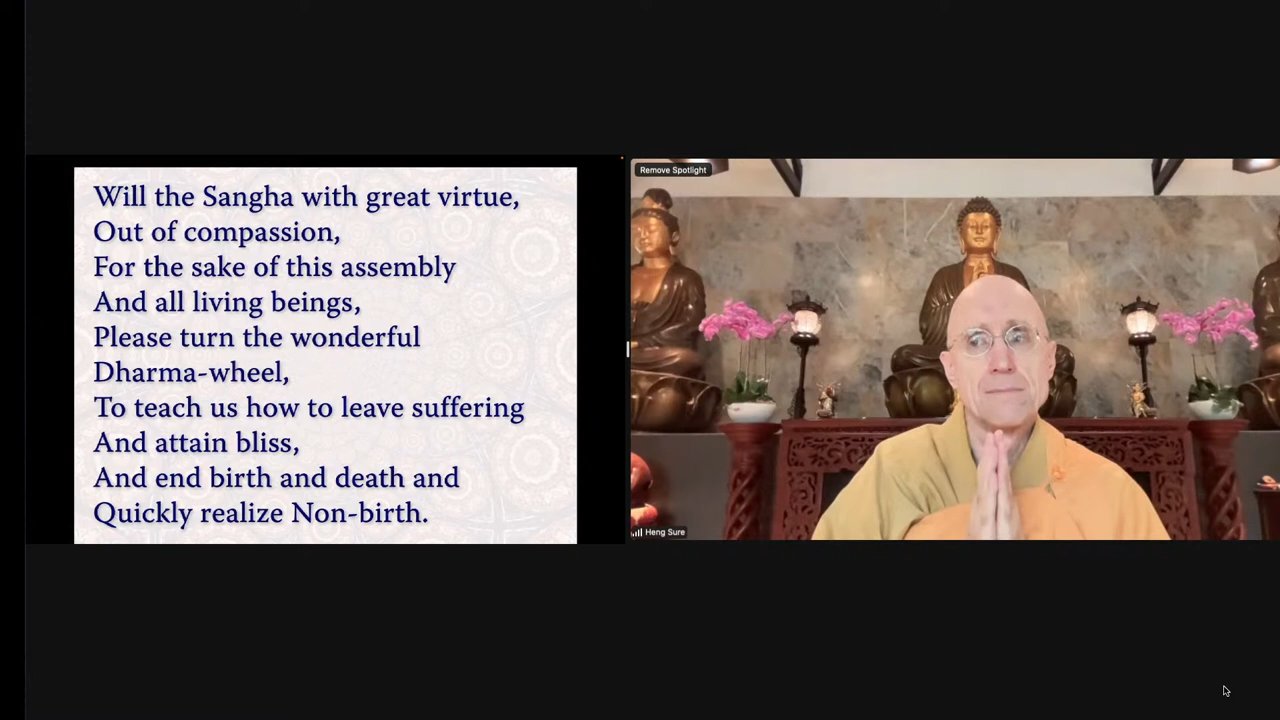 Will the Sangha with great virtue,
Out of compassion,
For the sake of this assembly
And all living beings,
Please turn the wonderful
Dharma-wheel,
To teach us how to leave suffering
And attain bliss,
And end birth and death and
Quickly realize Non-birth.
Remove Spotlight
Heng Sure